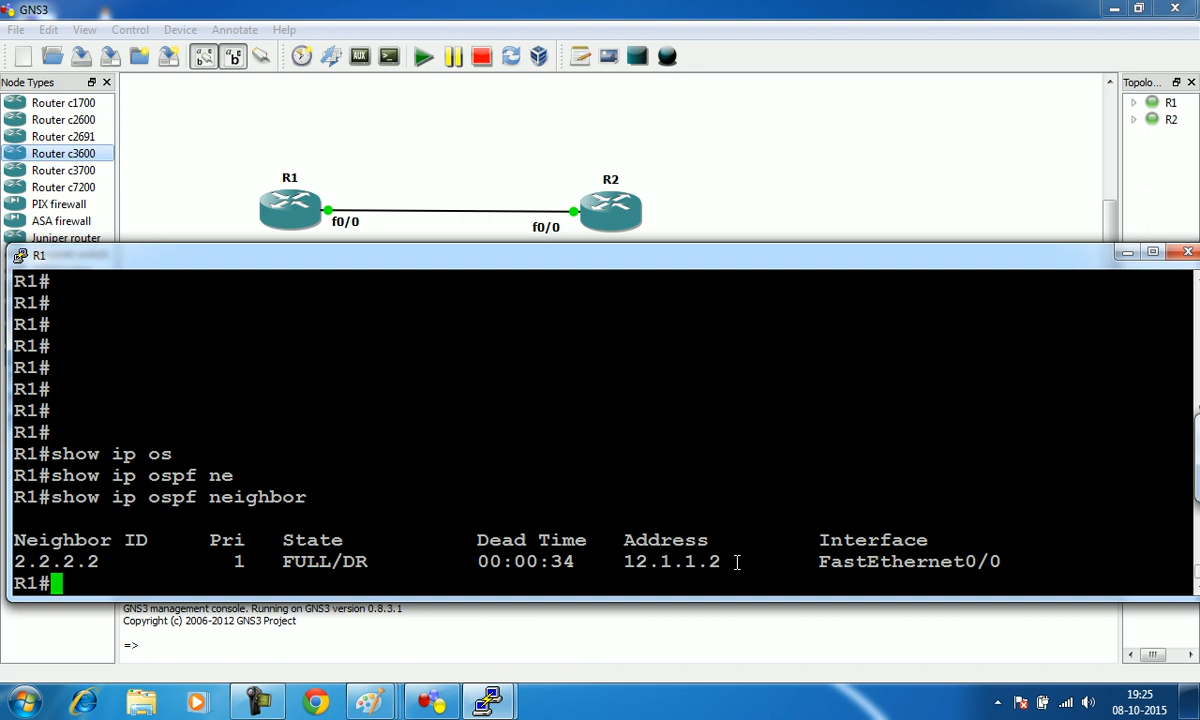 GNS3
File Edit View Control Device Annotate Help
Node Types
Topolo...
Router c1700
Router c2600
Router c2691
Router c3600
Router c3700
Router c7200
PIX firewall
ASA firewall
Juniper router
R1
R2
R1
R2
f0/0
f0/0
R1
R1#
R1#
R1#
R1#
R1#
R1#
R1#
R1#
R1#show ip os
R1#show ip ospf ne
R1#show ip ospf neighbor
Neighbor ID Pri State Dead Time Address Interface
2.2.2.2 1 FULL/DR 00:00:34 12.1.1.2 FastEthernet0/0
R1#
GNS3 management console. Running on GNS3 version 0.8.3.1
Copyright (c) 2006-2012 GNS3 Project
=>
19:25
08-10-2015